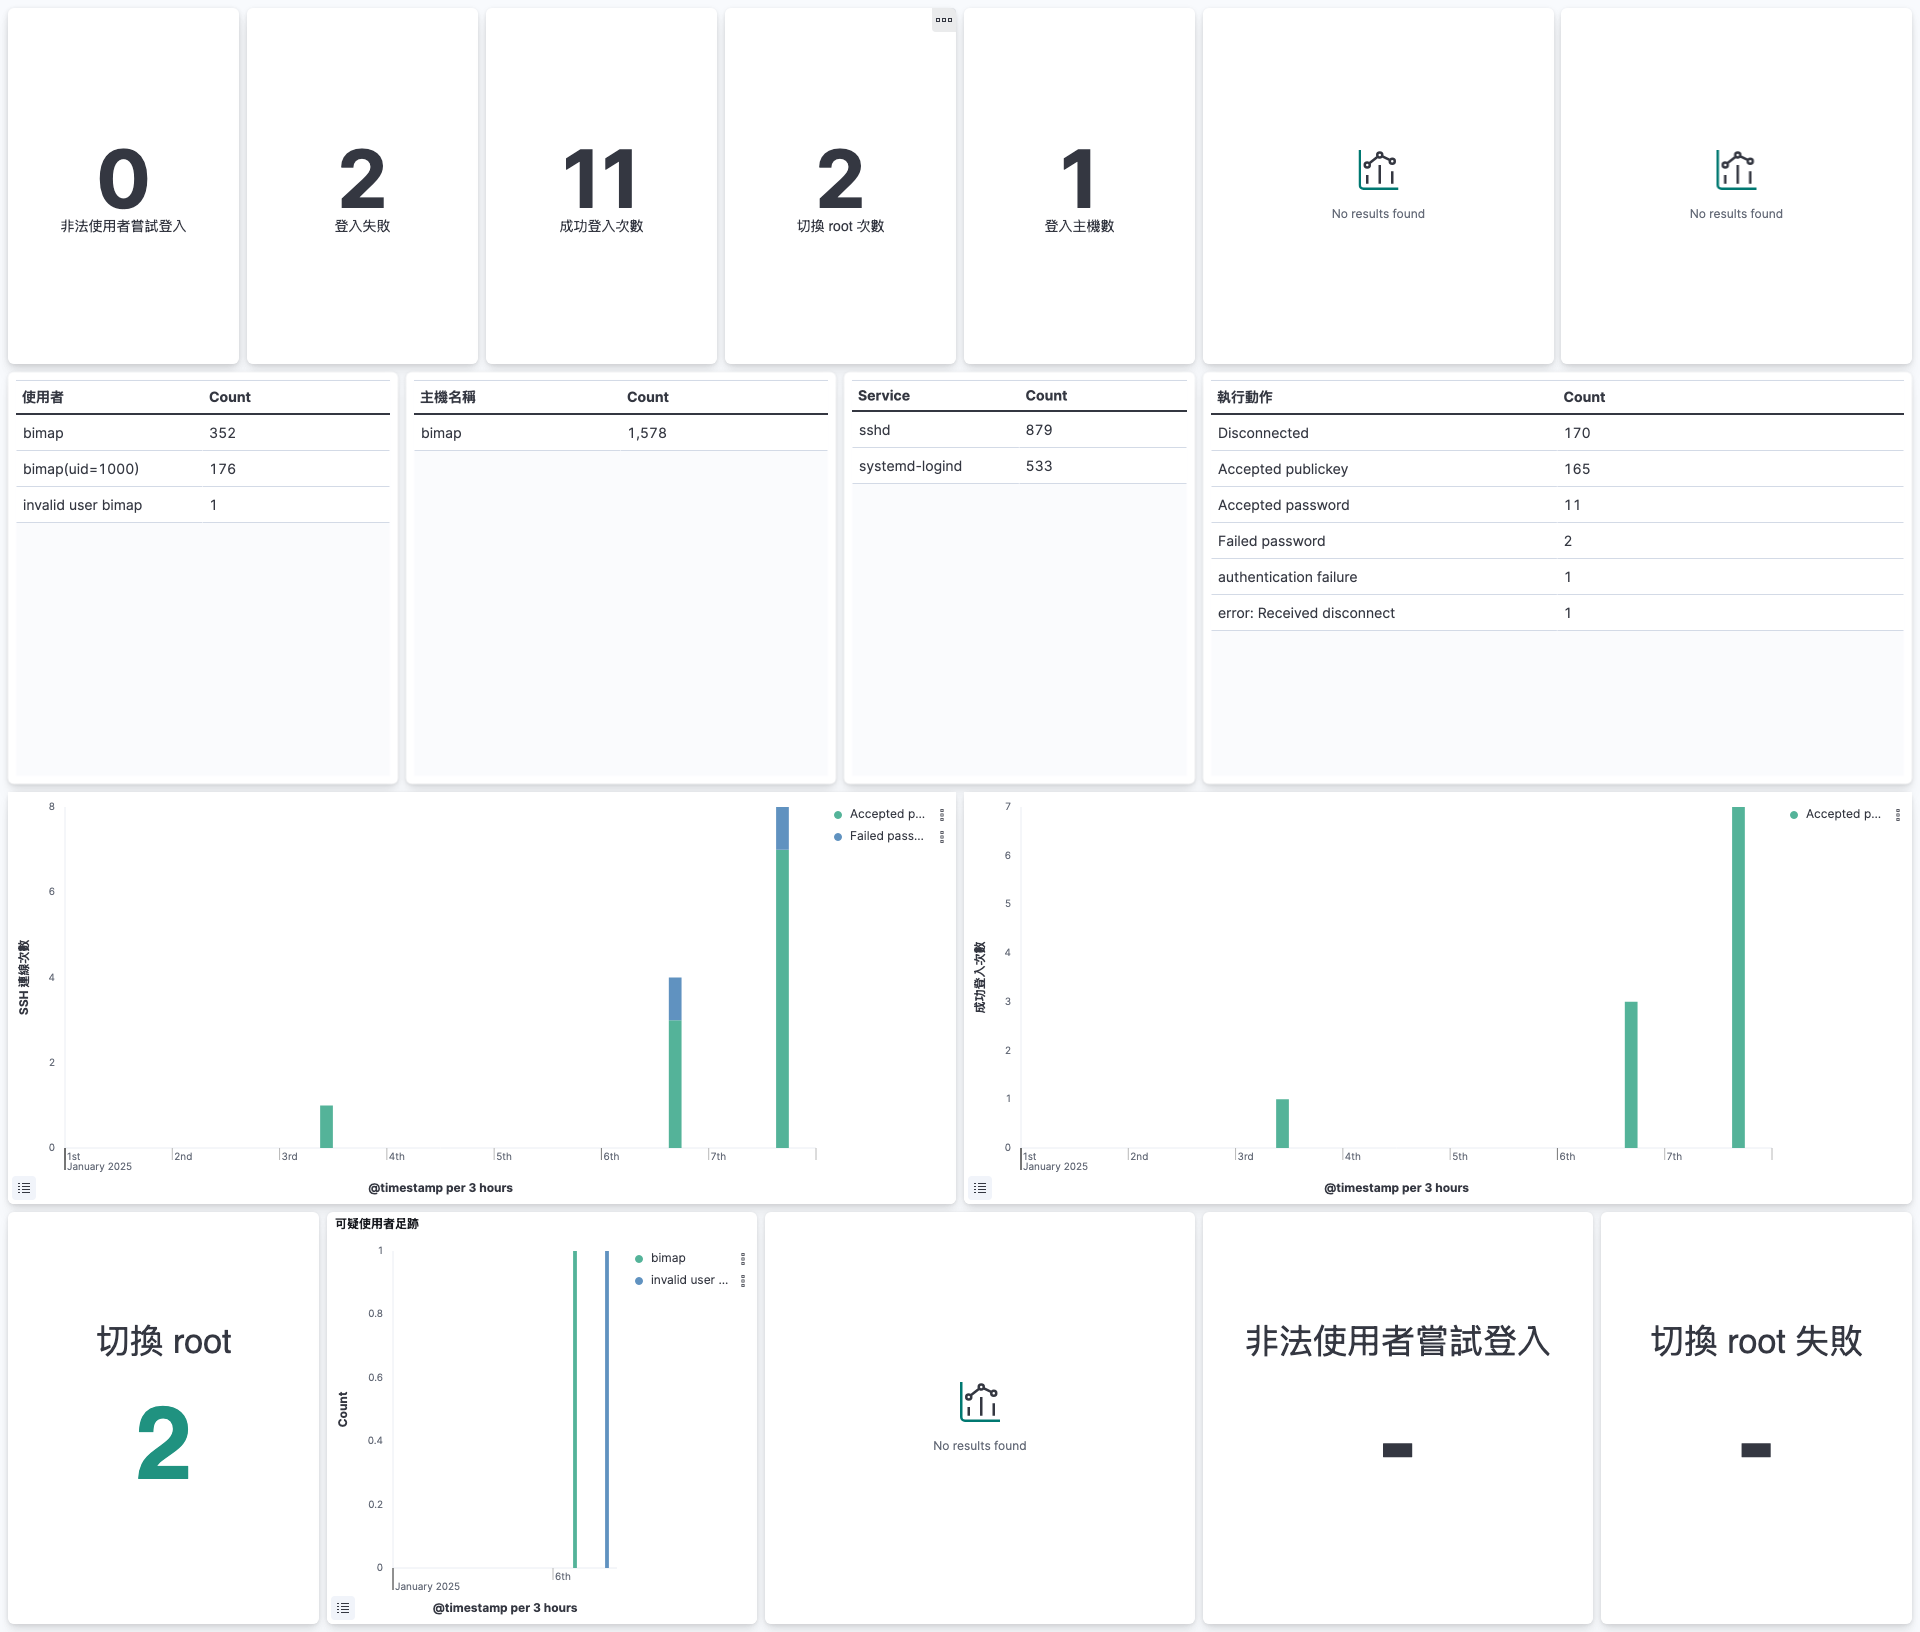 0
非法使用者嘗試登入
2
登入失敗
11
成功登入次數
2
切換 root 次數
1
登入主機數
No results found
No results found
使用者 Count
bimap 352
bimap(uid=1000) 176
invalid user bimap 1
主機名稱 Count
bimap 1,578
Service Count
sshd 879
systemd-logind 533
執行動作 Count
Disconnected 170
Accepted publickey 165
Accepted password 11
Failed password 2
authentication failure 1
error: Received disconnect 1
SSH 連線次數
8
6
4
2
0
1st 2nd 3rd 4th 5th 6th 7th
January 2025
@timestamp per 3 hours
Accepted p...
Failed pass...
成功登入次數
7
6
5
4
3
2
1
0
1st 2nd 3rd 4th 5th 6th 7th
January 2025
@timestamp per 3 hours
Accepted p...
切換 root
2
可疑使用者足跡
Count
1
0.8
0.6
0.4
0.2
0
6th
January 2025
@timestamp per 3 hours
bimap
invalid user ...
No results found
非法使用者嘗試登入
-
切換 root 失敗
-